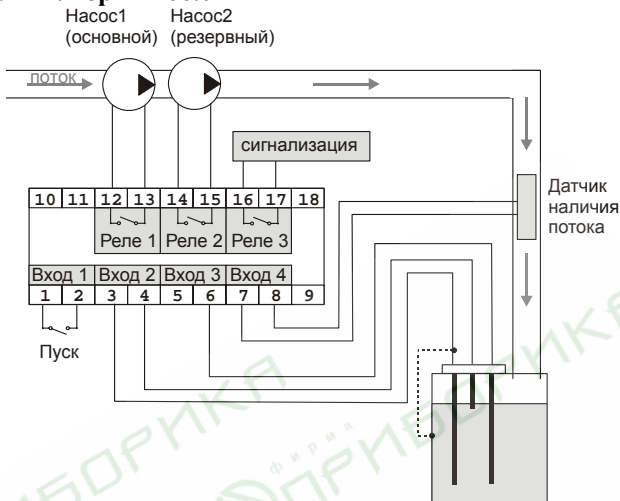 Насос1 Насос2
(основной) (резервный)
поток
сигнализация
10 11 12 13 14 15 16 17 18
Реле 1 Реле 2 Реле 3
Датчик
наличия
потока
Вход 1 Вход 2 Вход 3 Вход 4
1 2 3 4 5 6 7 8 9
Пуск
фирма
ПРИБОРИКА